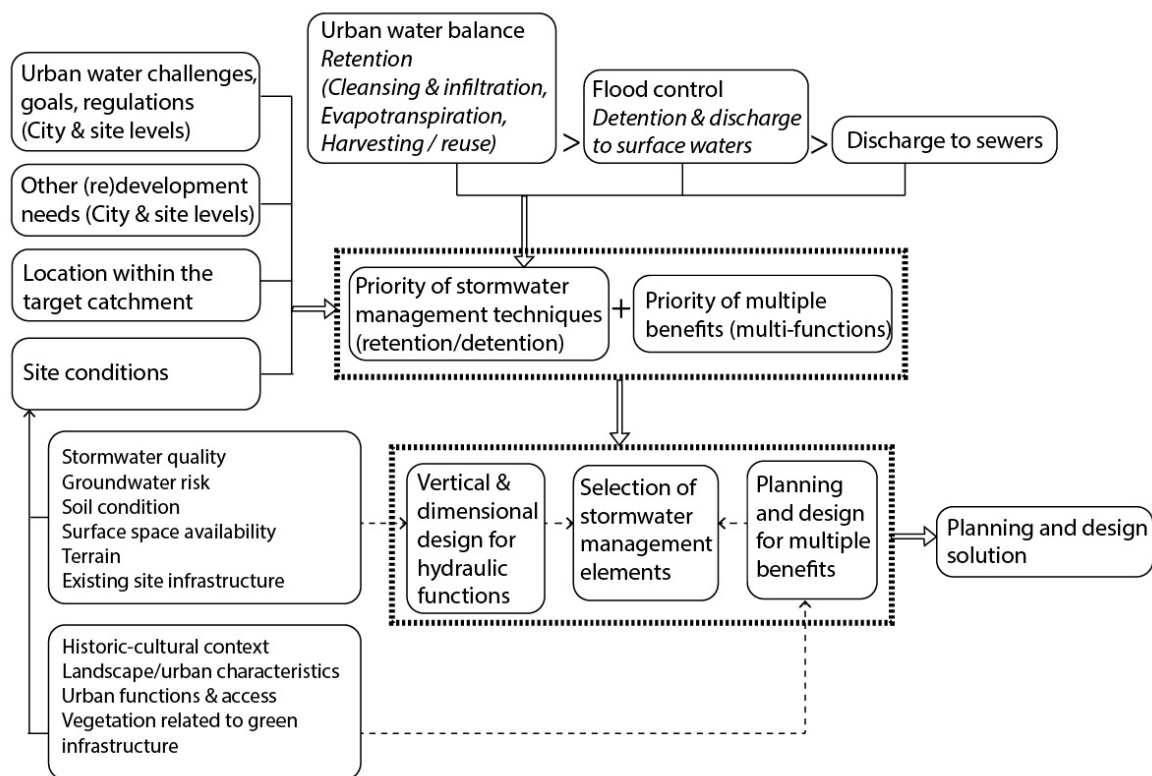 Urban water balance
Retention
(Cleansing & infiltration,
Evapotranspiration,
Harvesting / reuse)
>
Flood control
Detention & discharge
to surface waters
>
Discharge to sewers
Urban water challenges,
goals, regulations
(City & site levels)
Other (re)development
needs (City & site levels)
Location within the
target catchment
Site conditions
Priority of stormwater
management techniques
(retention/detention)
+
Priority of multiple
benefits (multi-functions)
Stormwater quality
Groundwater risk
Soil condition
Surface space availability
Terrain
Existing site infrastructure
Vertical &
dimensional
design for
hydraulic
functions
Selection of
stormwater
management
elements
Planning
and design
for multiple
benefits
Planning and design
solution
Historic-cultural context
Landscape/urban characteristics
Urban functions & access
Vegetation related to green
infrastructure